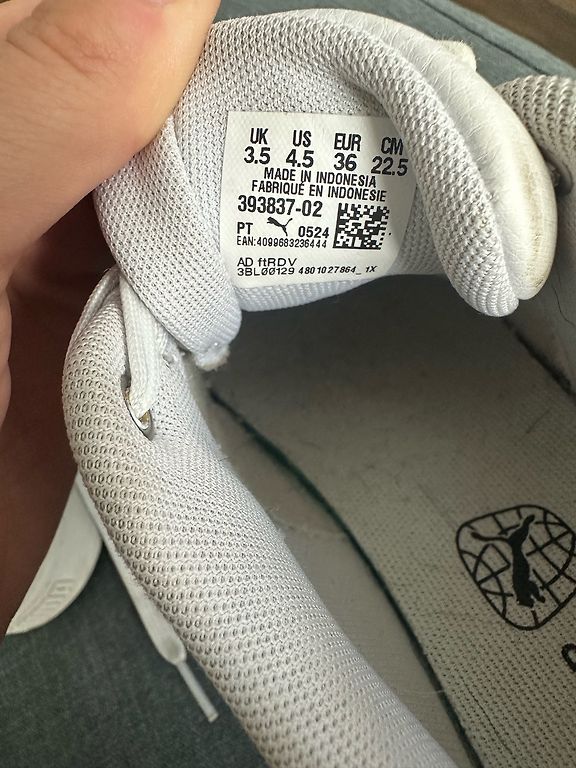 UK US EUR CM
3.5 4.5 36 22.5
MADE IN INDONESIA
FABRIQUÉ EN INDONESIE
393837-02
PT 0524
EAN:4099683236444
AD ftRDV
3BL00129 4801027864_ 1X